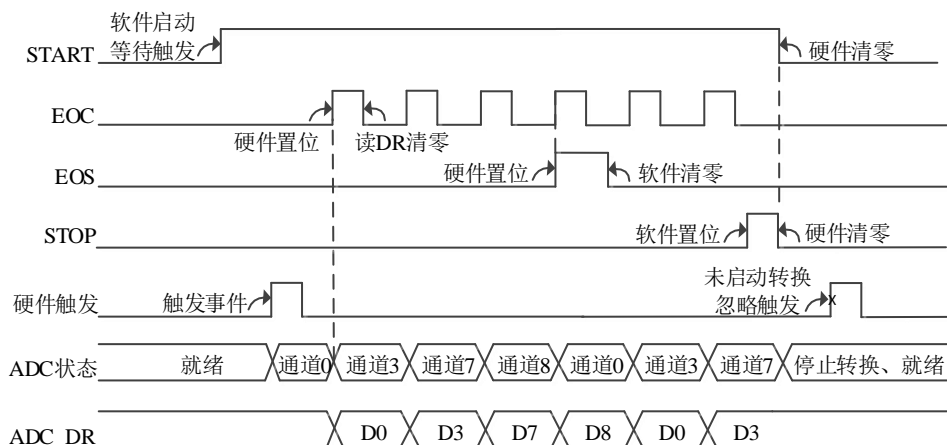 软件启动
等待触发
START
硬件清零
EOC
硬件置位
读DR清零
EOS
硬件置位
软件清零
STOP
软件置位
硬件清零
硬件触发
触发事件
未启动转换
忽略触发
x
ADC状态
就绪
通道0
通道3
通道7
通道8
通道0
通道3
通道7
停止转换、就绪
ADC DR
D0
D3
D7
D8
D0
D3